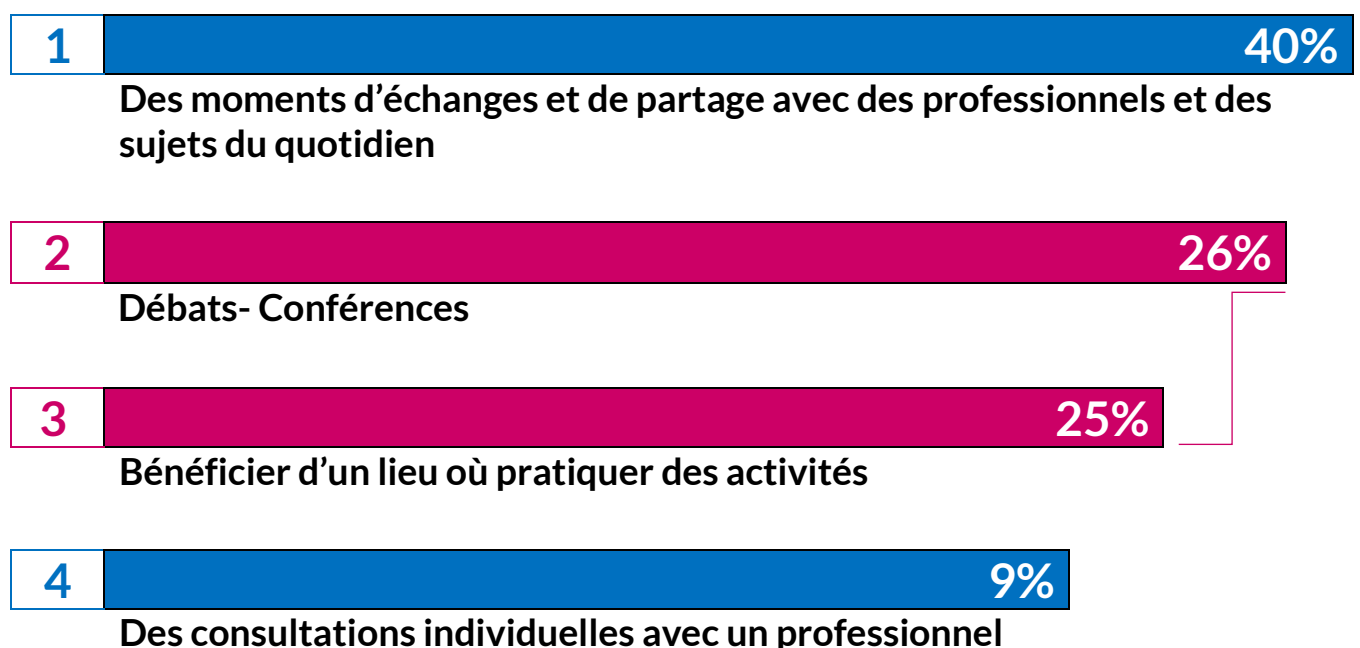 1 40%
Des moments d'échanges et de partage avec des professionnels et des
sujets du quotidien
2 26%
Débats- Conférences
3 25%
Bénéficier d'un lieu où pratiquer des activités
4 9%
Des consultations individuelles avec un professionnel